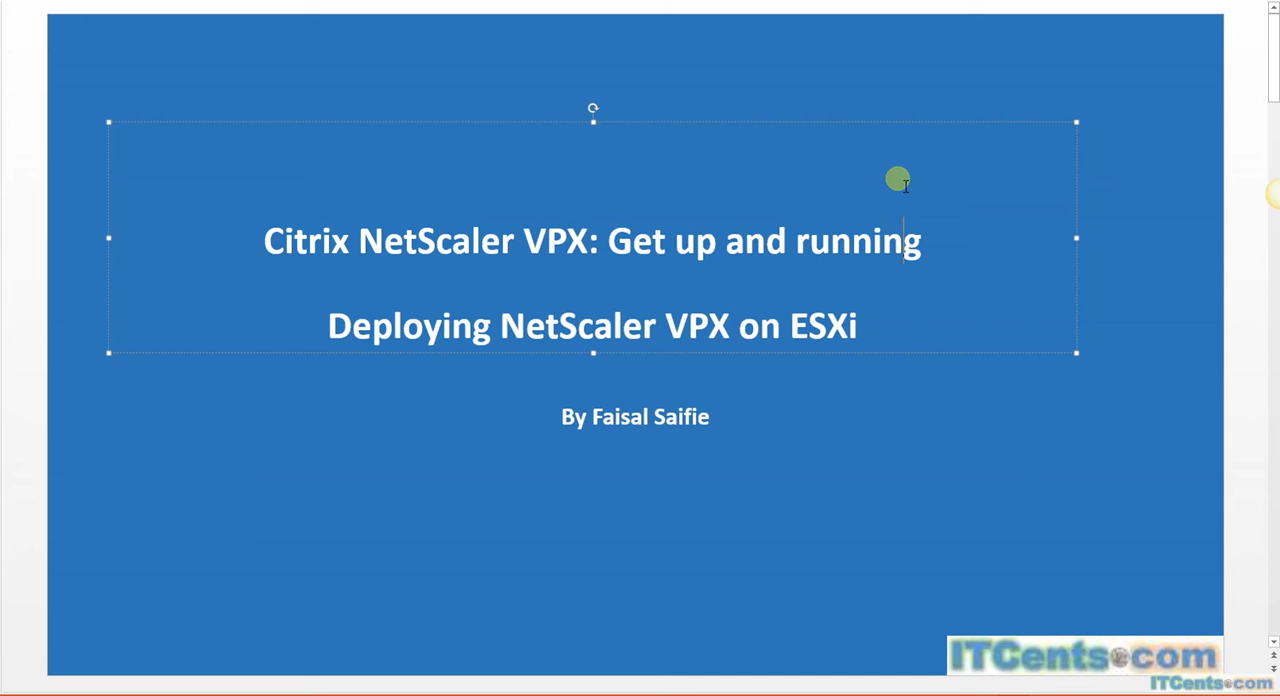 Citrix NetScaler VPX: Get up and running
Deploying NetScaler VPX on ESXi
By Faisal Saifie
ITCents.com
ITCents.com